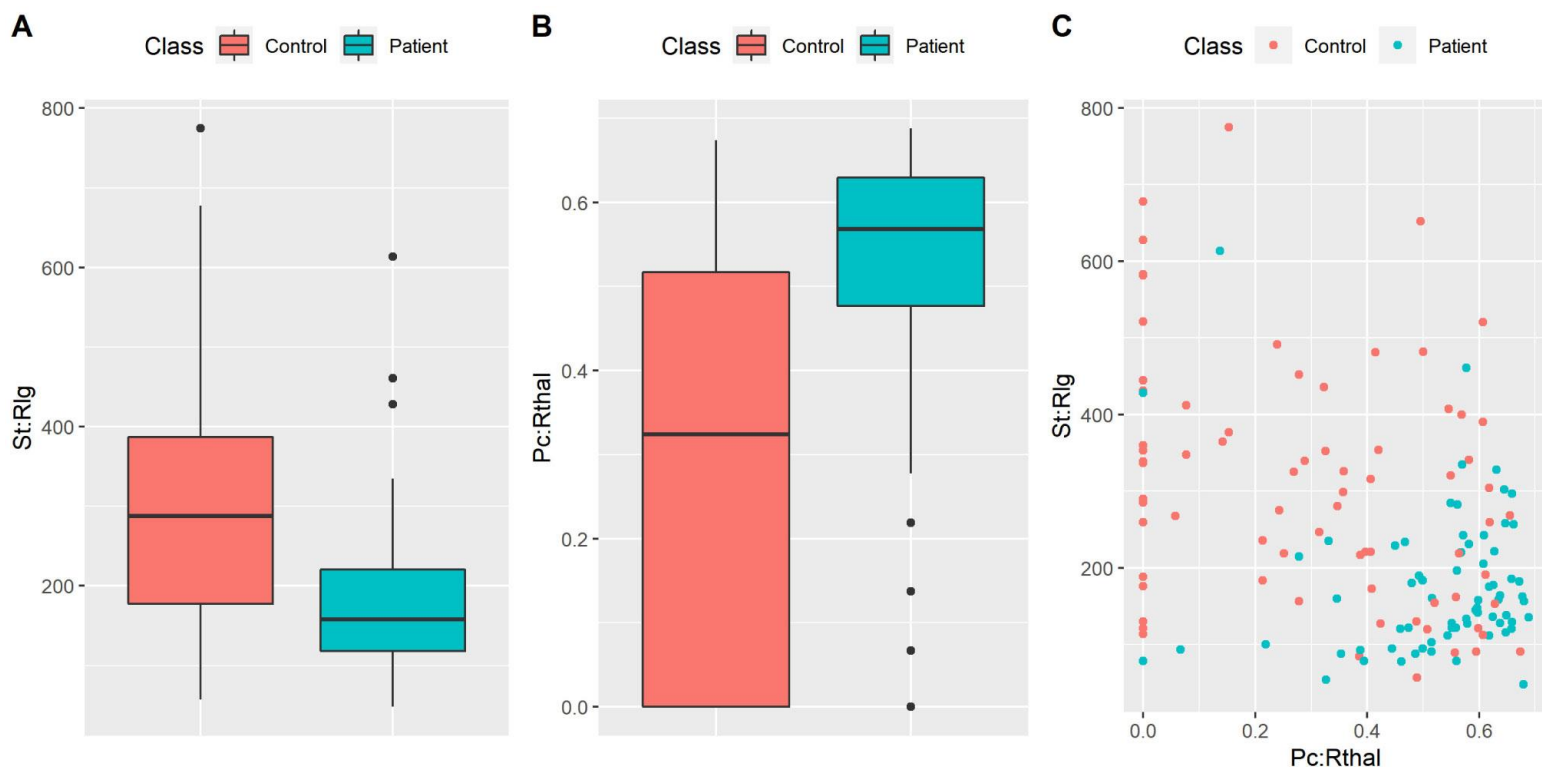 A
Class Control Patient
St:Rlg
800
600
400
200
B
Class Control Patient
Pc:Rthal
0.6
0.4
0.2
0.0
C
Class Control Patient
St:Rlg
800
600
400
200
0.0 0.2 0.4 0.6
Pc:Rthal